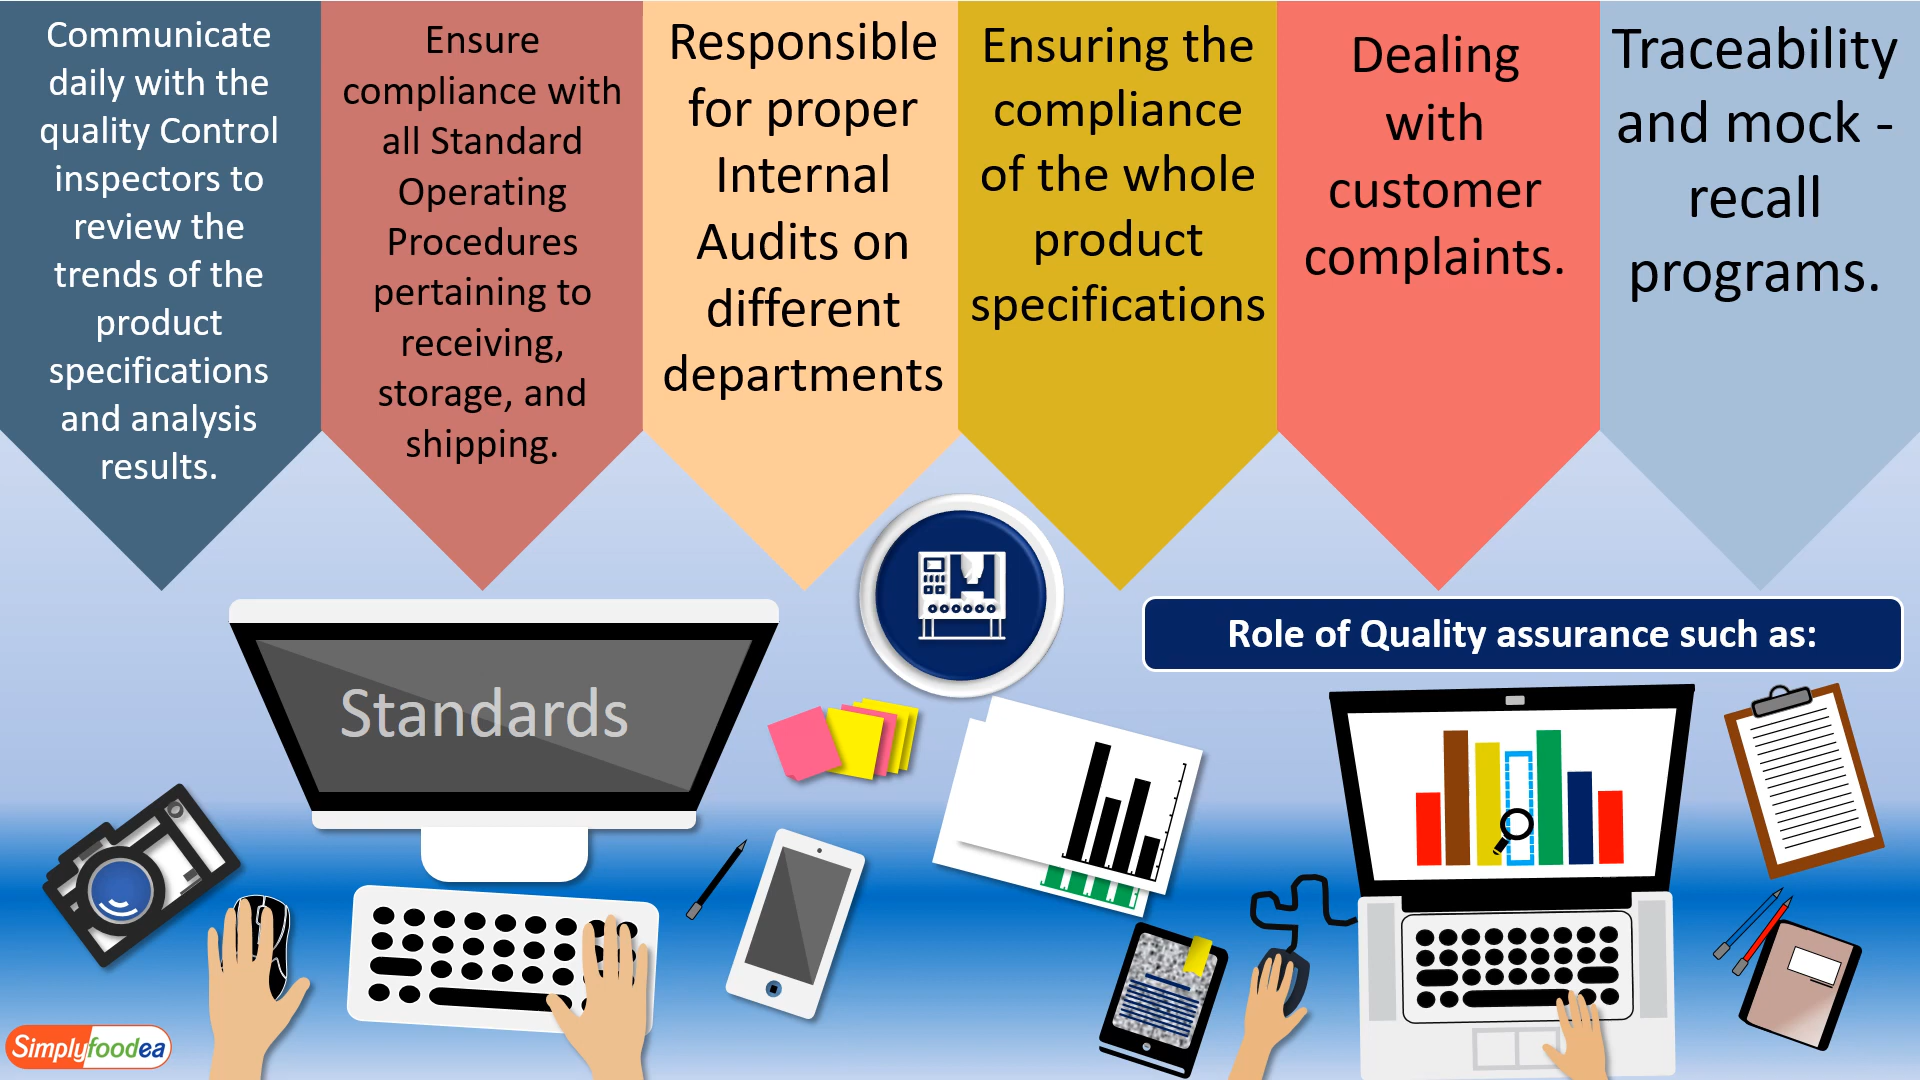 Communicate
daily with the
quality Control
inspectors to
review the
trends of the
product
specifications
and analysis
results.
Ensure
compliance with
all Standard
Operating
Procedures
pertaining to
receiving,
storage, and
shipping.
Responsible
for proper
Internal
Audits on
different
departments
Ensuring the
compliance
of the whole
product
specifications
Dealing
with
customer
complaints.
Traceability
and mock -
recall
programs.
Role of Quality assurance such as:
Standards
Simplyfoodea